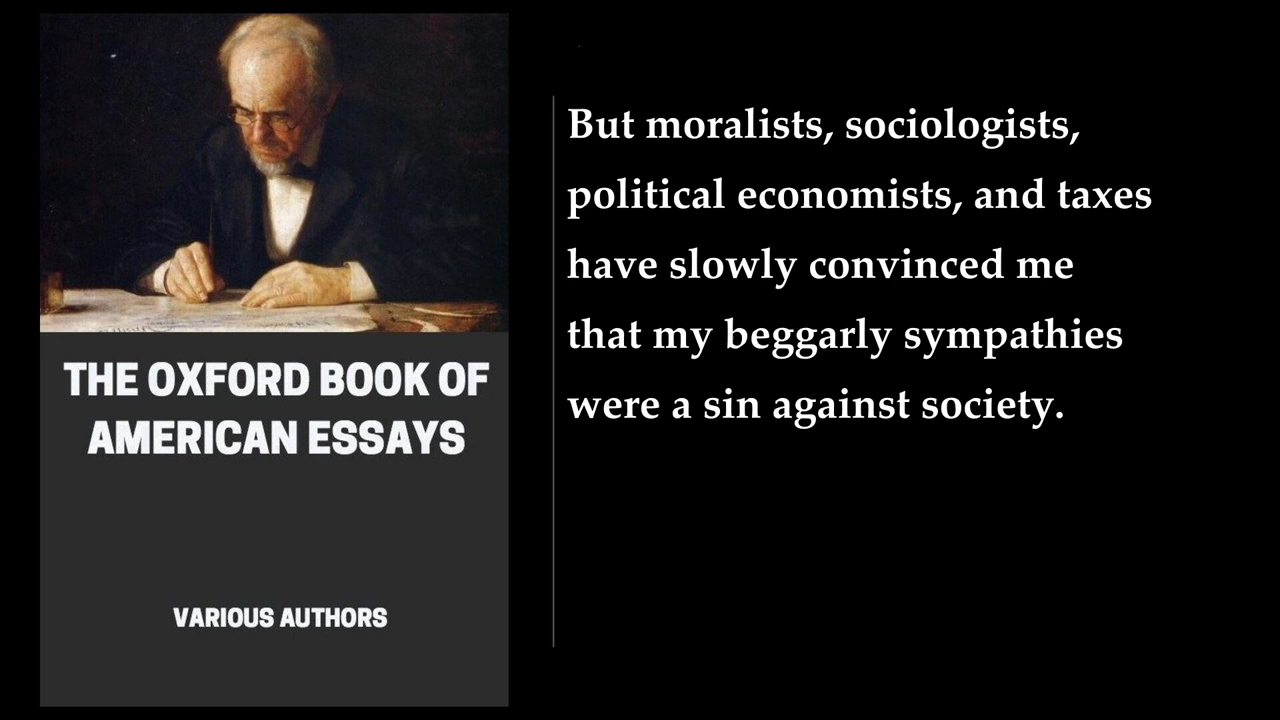 THE OXFORD BOOK OF
AMERICAN ESSAYS
VARIOUS AUTHORS
But moralists, sociologists,
political economists, and taxes
have slowly convinced me
that my beggarly sympathies
were a sin against society.